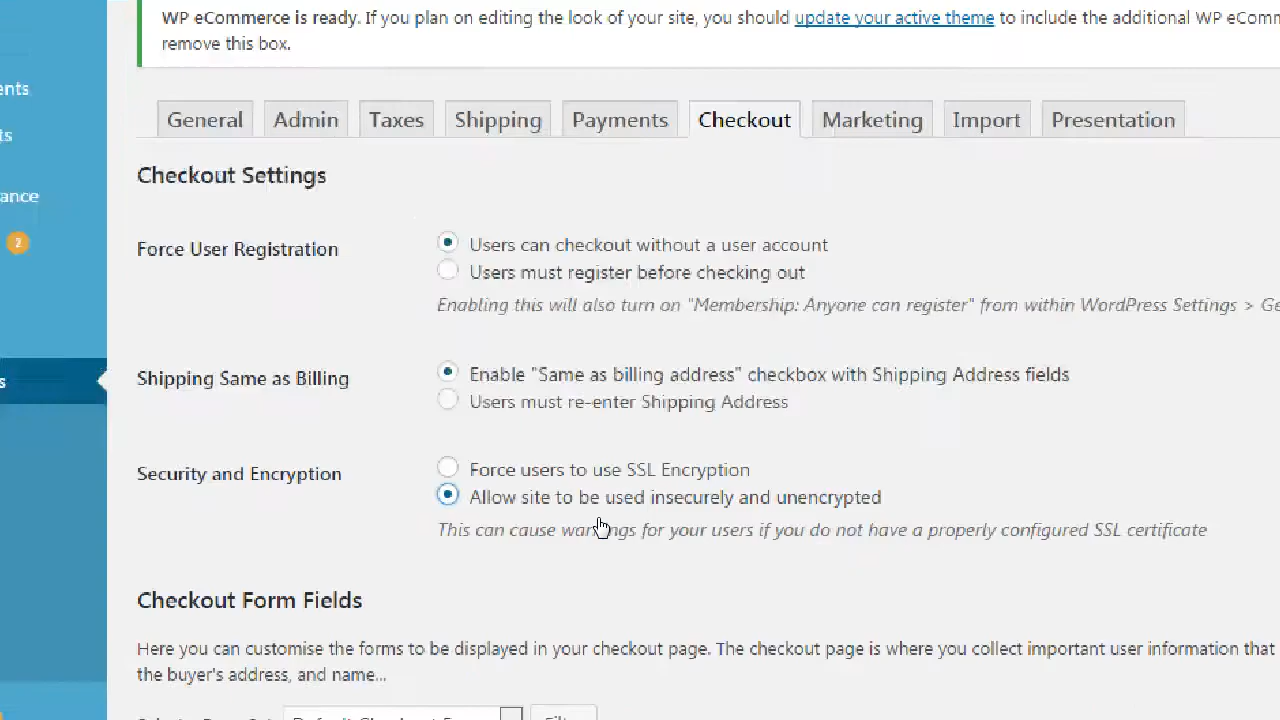 WP eCommerce is ready. If you plan on editing the look of your site, you should update your active theme to include the additional WP eComm
remove this box.
ents
ts
ance
2
s
General Admin Taxes Shipping Payments Checkout Marketing Import Presentation
Checkout Settings
Force User Registration
Users can checkout without a user account
Users must register before checking out
Enabling this will also turn on "Membership: Anyone can register" from within WordPress Settings > Ge
Shipping Same as Billing
Enable "Same as billing address" checkbox with Shipping Address fields
Users must re-enter Shipping Address
Security and Encryption
Force users to use SSL Encryption
Allow site to be used insecurely and unencrypted
This can cause warnings for your users if you do not have a properly configured SSL certificate
Checkout Form Fields
Here you can customise the forms to be displayed in your checkout page. The checkout page is where you collect important user information that
the buyer's address, and name...